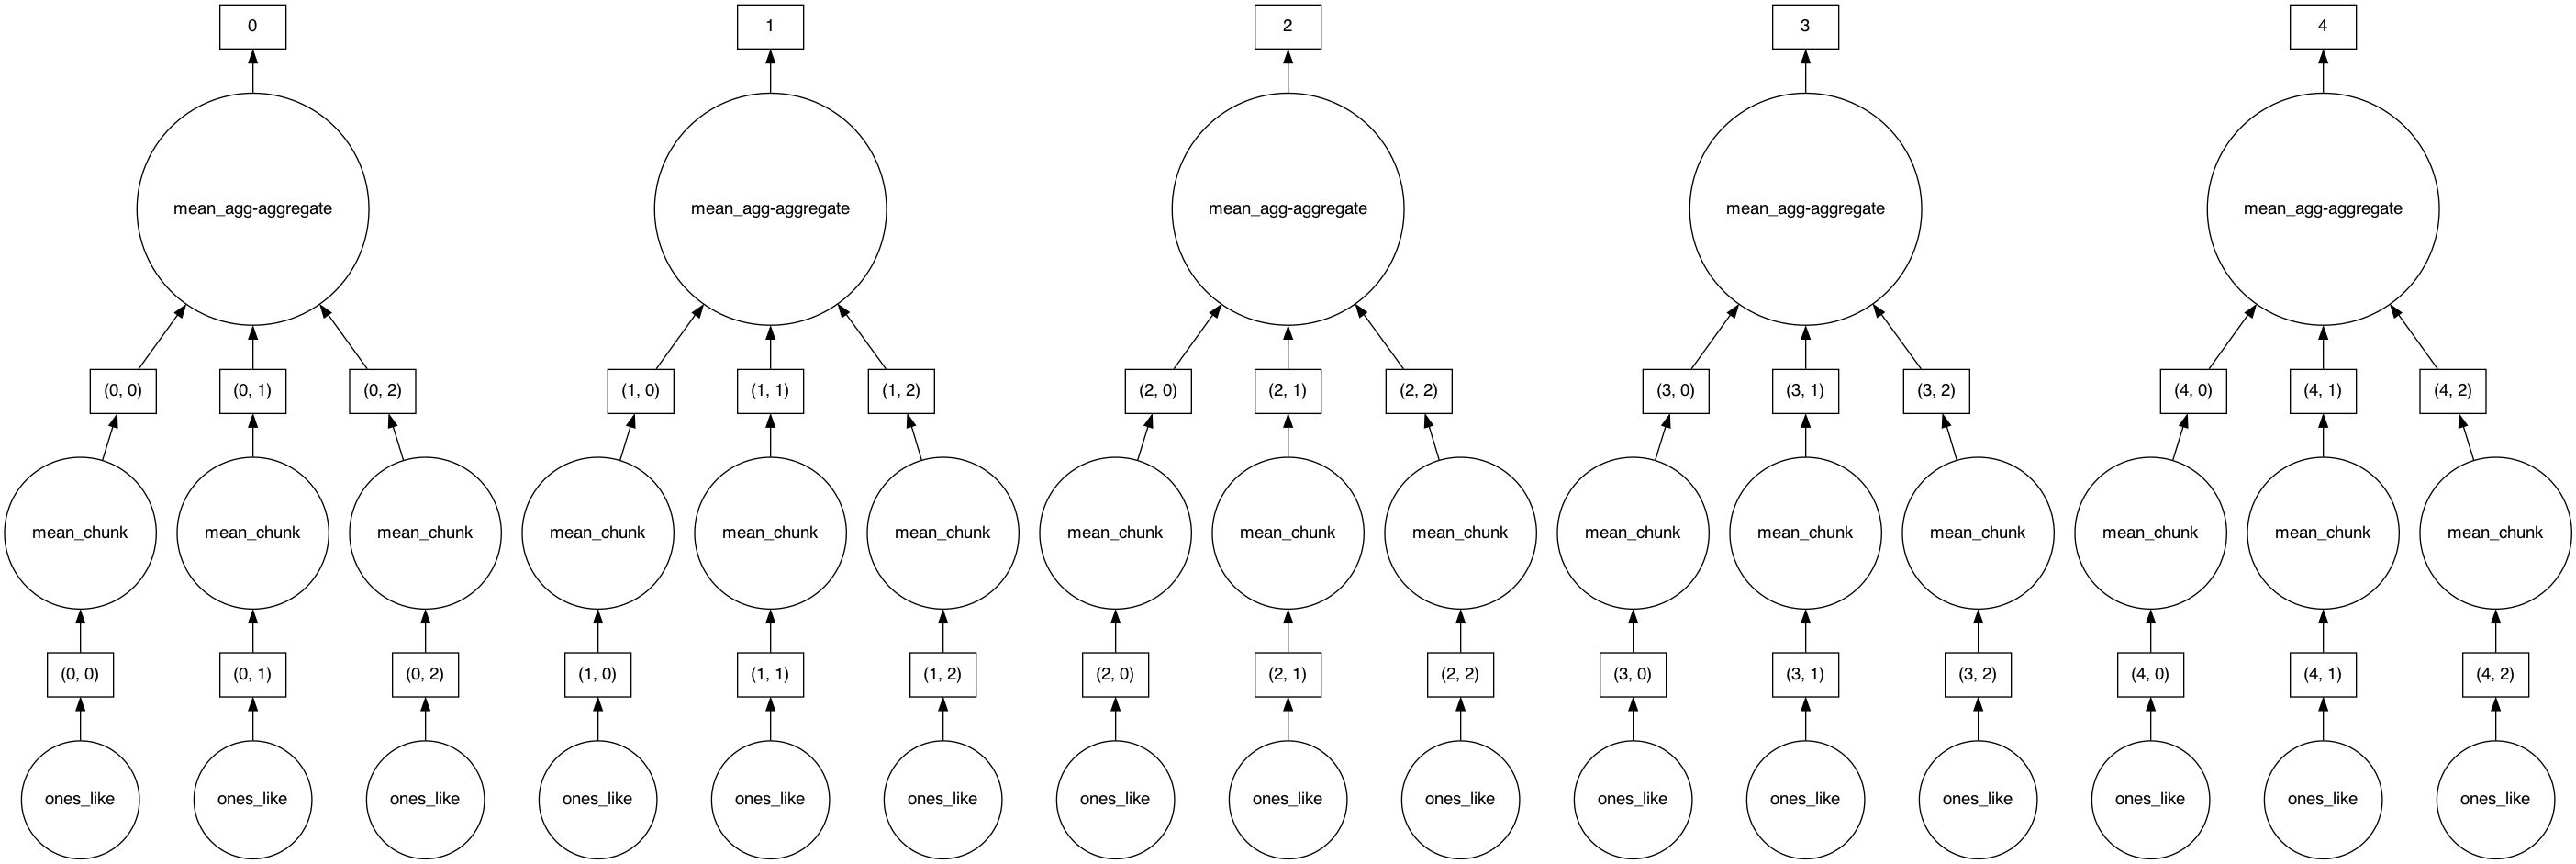 0 1 2 3 4
mean_agg-aggregate mean_agg-aggregate mean_agg-aggregate mean_agg-aggregate mean_agg-aggregate
(0, 0) (0, 1) (0, 2) (1, 0) (1, 1) (1, 2) (2, 0) (2, 1) (2, 2) (3, 0) (3, 1) (3, 2) (4, 0) (4, 1) (4, 2)
mean_chunk mean_chunk mean_chunk mean_chunk mean_chunk mean_chunk mean_chunk mean_chunk mean_chunk mean_chunk mean_chunk mean_chunk mean_chunk mean_chunk mean_chunk
(0, 0) (0, 1) (0, 2) (1, 0) (1, 1) (1, 2) (2, 0) (2, 1) (2, 2) (3, 0) (3, 1) (3, 2) (4, 0) (4, 1) (4, 2)
ones_like ones_like ones_like ones_like ones_like ones_like ones_like ones_like ones_like ones_like ones_like ones_like ones_like ones_like ones_like